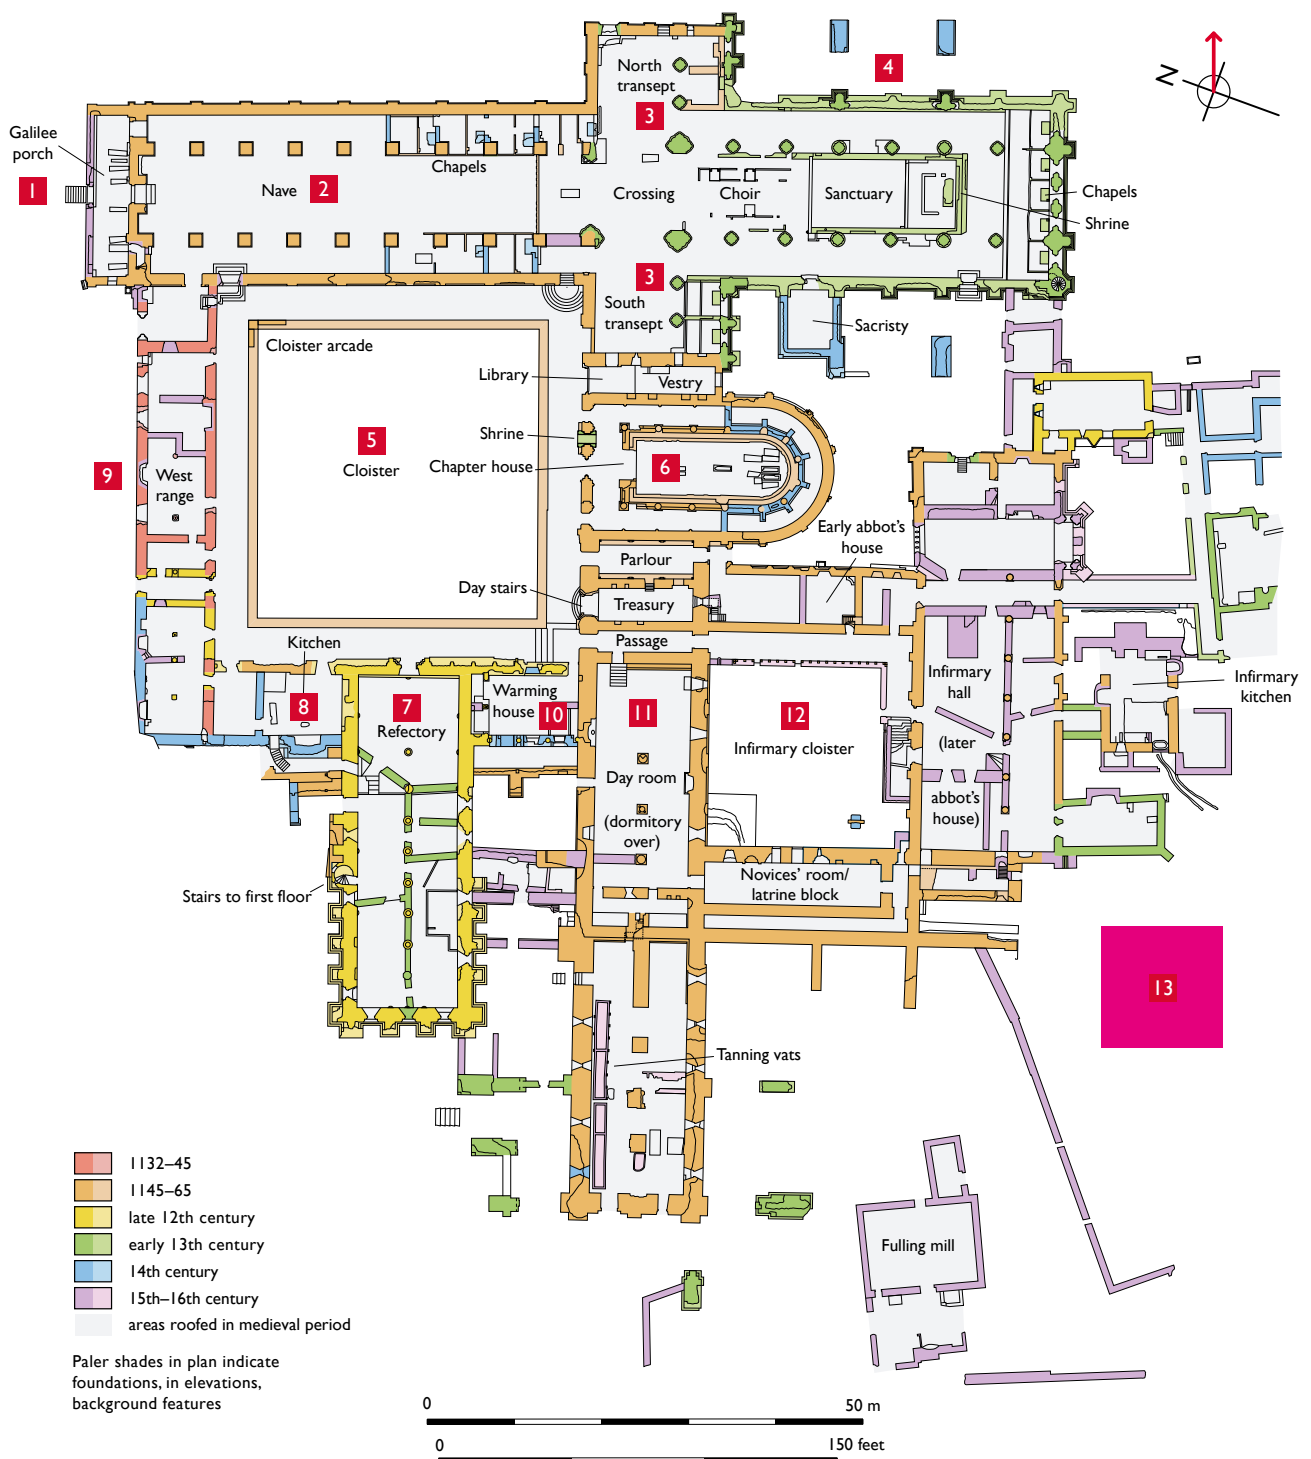 North
transept
4
N
3
Galilee
porch
Chapels
1
Nave
2
Crossing
Choir
Sanctuary
Chapels
Shrine
3
South
transept
Sacristy
Cloister arcade
Library
Vestry
Shrine
5
Cloister
Chapter house
6
9
West
range
Early abbot's
house
Parlour
Day stairs
Treasury
Passage
Kitchen
Infirmary
hall
Infirmary
kitchen
Warming
house
10
8
7
Refectory
11
12
Infirmary cloister
(later
Day room
abbot's
house)
(dormitory
over)
Novices' room/
latrine block
Stairs to first floor
13
Tanning vats
1132–45
1145–65
late 12th century
early 13th century
14th century
15th–16th century
areas roofed in medieval period
Fulling mill
Paler shades in plan indicate
foundations, in elevations,
background features
0
50 m
0
150 feet